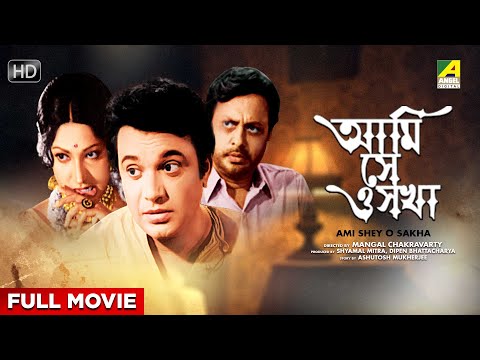 HD
ANGEL
DIGITAL
আমি
সে
ও সখা
AMI SHEY O SAKHA
DIRECTED BY MANGAL CHAKRAVARTY
PRODUCED BY SHYAMAL MITRA, DIPEN BHATTACHARYA
STORY BY ASHUTOSH MUKHERJEE
FULL MOVIE